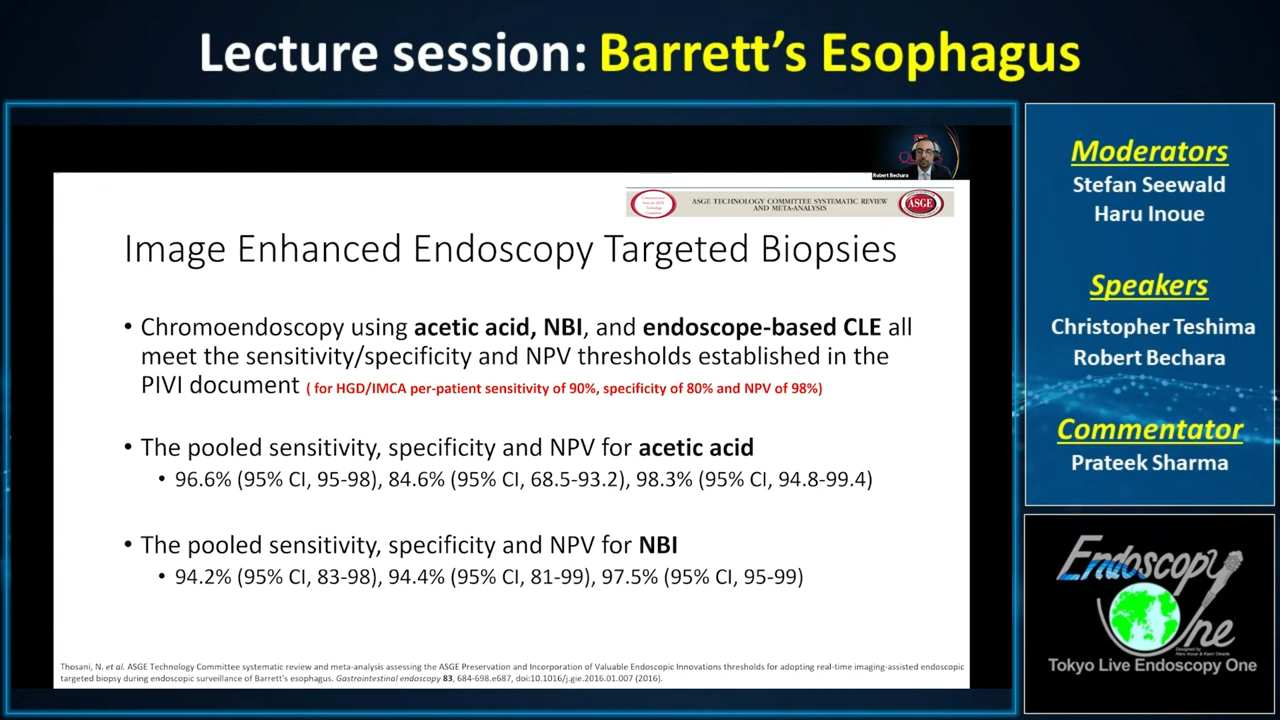 Lecture session: Barrett's Esophagus
Robert Bechara
ASGE TECHNOLOGY COMMITTEE SYSTEMATIC REVIEW
AND META-ANALYSIS
ASGE
Image Enhanced Endoscopy Targeted Biopsies
• Chromoendoscopy using acetic acid, NBI, and endoscope-based CLE all
meet the sensitivity/specificity and NPV thresholds established in the
PIVI document ( for HGD/IMCA per-patient sensitivity of 90%, specificity of 80% and NPV of 98%)
• The pooled sensitivity, specificity and NPV for acetic acid
• 96.6% (95% CI, 95-98), 84.6% (95% CI, 68.5-93.2), 98.3% (95% CI, 94.8-99.4)
• The pooled sensitivity, specificity and NPV for NBI
• 94.2% (95% CI, 83-98), 94.4% (95% CI, 81-99), 97.5% (95% CI, 95-99)
Thosani, N. et al. ASGE Technology Committee systematic review and meta-analysis assessing the ASGE Preservation and Incorporation of Valuable Endoscopic Innovations thresholds for adopting real-time imaging-assisted endoscopic
targeted biopsy during endoscopic surveillance of Barrett's esophagus. Gastrointestinal endoscopy 83, 684-698.e687, doi:10.1016/j.gie.2016.01.007 (2016).
Moderators
Stefan Seewald
Haru Inoue
Speakers
Christopher Teshima
Robert Bechara
Commentator
Prateek Sharma
Endoscopy
One
Tokyo Live Endoscopy One